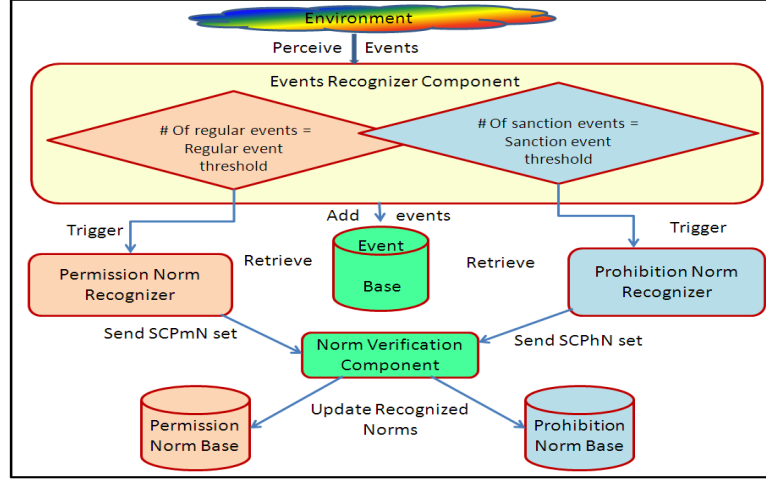 Environment
Perceive Events
Events Recognizer Component
# Of regular events =
Regular event
threshold
# Of sanction events =
Sanction event
threshold
Add events
Trigger
Trigger
Event
Base
Retrieve
Retrieve
Permission Norm
Recognizer
Prohibition Norm
Recognizer
Send SCPmN set
Send SCPhN set
Norm Verification
Component
Update Recognized
Norms
Permission
Norm Base
Prohibition
Norm Base